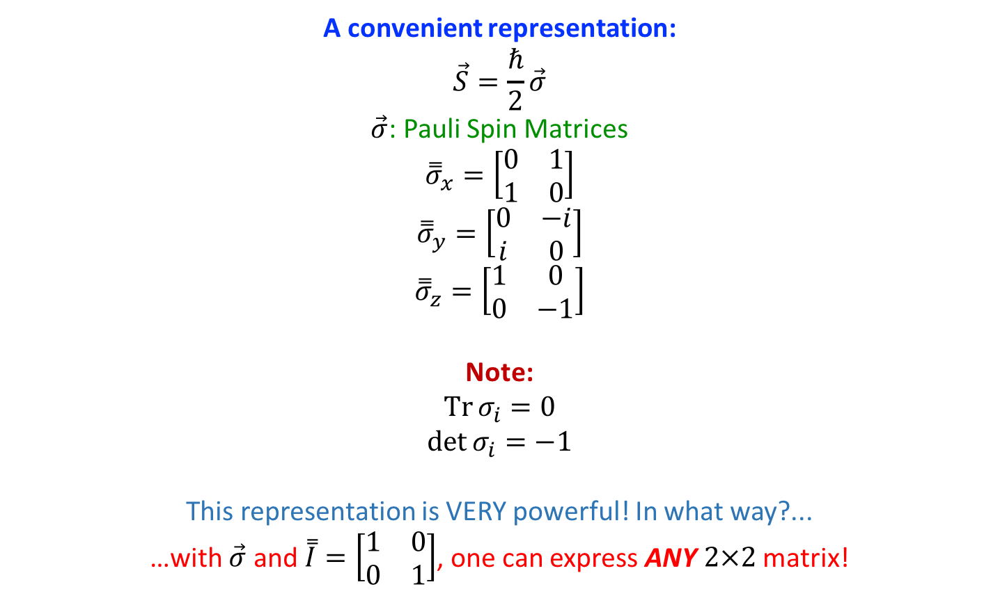 A convenient representation:
$\vec{S} = \frac{\hbar}{2}\vec{\sigma}$
$\vec{\sigma}$: Pauli Spin Matrices
$\bar{\bar{\sigma}}_x = \begin{bmatrix} 0 & 1 \\ 1 & 0 \end{bmatrix}$
$\bar{\bar{\sigma}}_y = \begin{bmatrix} 0 & -i \\ i & 0 \end{bmatrix}$
$\bar{\bar{\sigma}}_z = \begin{bmatrix} 1 & 0 \\ 0 & -1 \end{bmatrix}$
Note:
$\mathrm{Tr}\,\sigma_i = 0$
$\det \sigma_i = -1$
This representation is VERY powerful! In what way?...
...with $\vec{\sigma}$ and $\bar{\bar{I}} = \begin{bmatrix} 1 & 0 \\ 0 & 1 \end{bmatrix}$, one can express ANY 2×2 matrix!